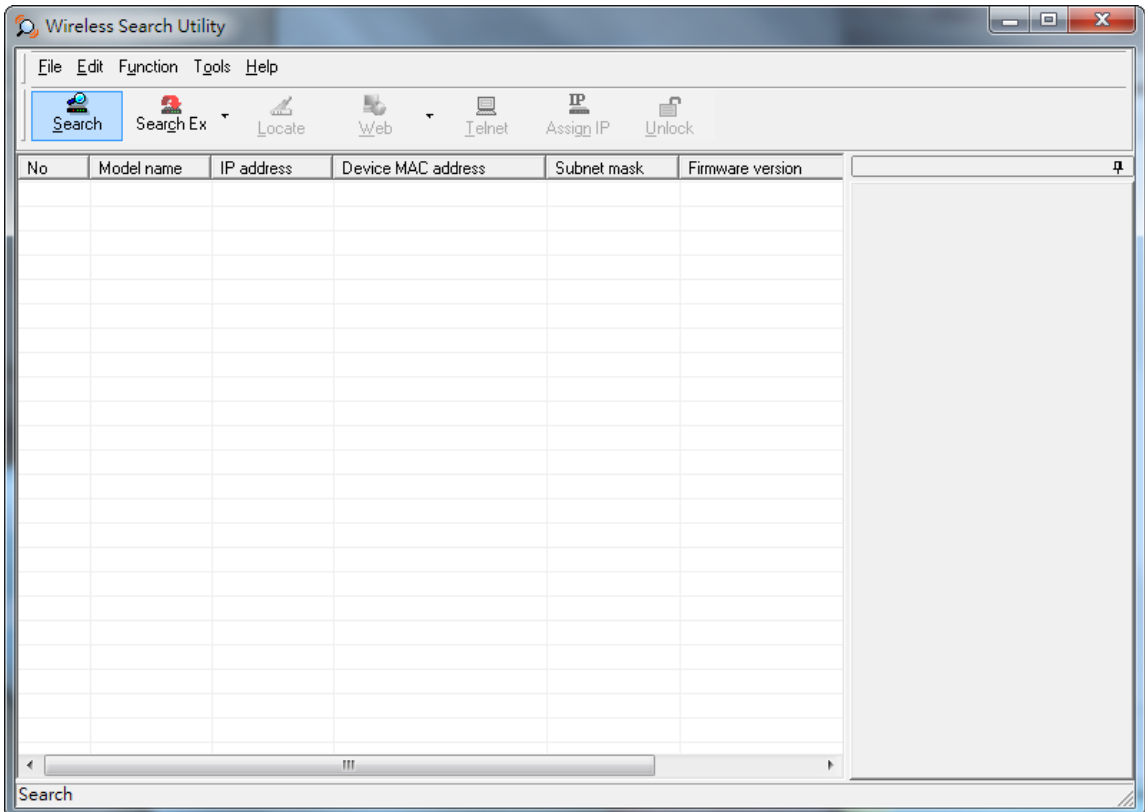 Wireless Search Utility
File Edit Function Tools Help
Search Search Ex Locate Web Telnet Assign IP Unlock
No Model name IP address Device MAC address Subnet mask Firmware version
Search